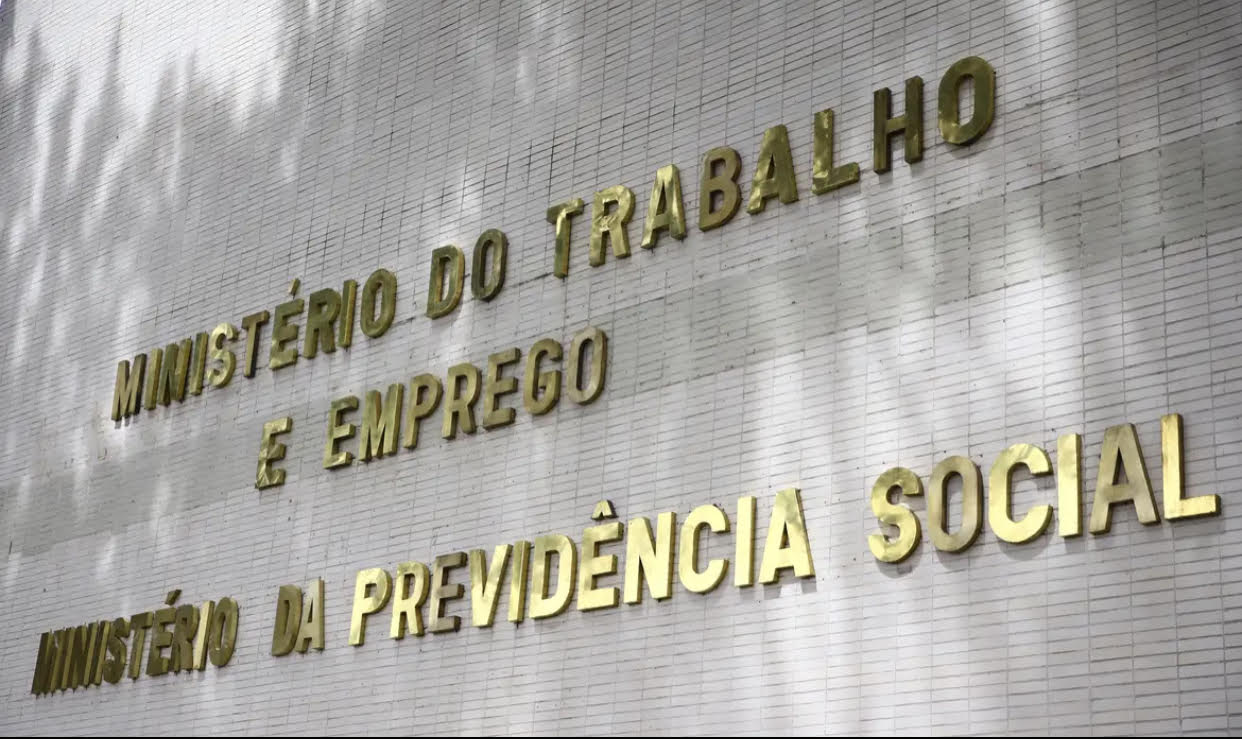 MINISTÉRIO DO TRABALHO
E EMPREGO
MINISTÉRIO DA PREVIDÊNCIA SOCIAL